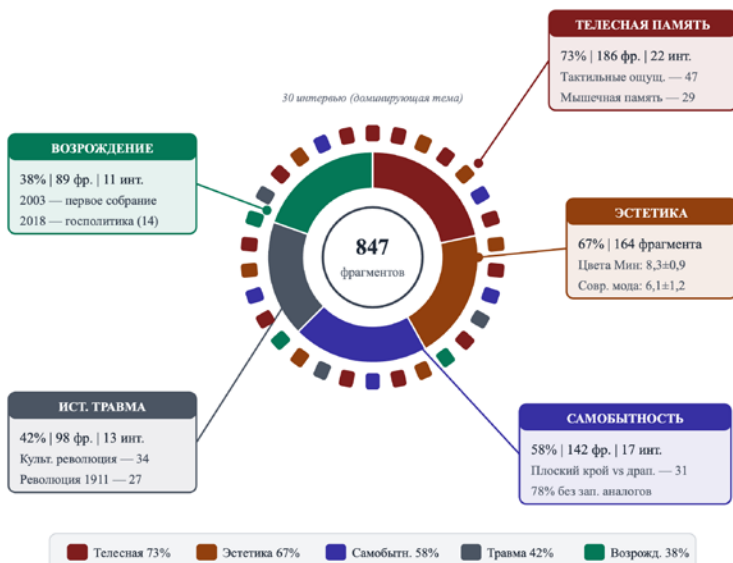 ТЕЛЕСНАЯ ПАМЯТЬ
73% | 186 фр. | 22 инт.
Тактильные ощущ. — 47
Мышечная память — 29
30 интервью (доминирующая тема)
ВОЗРОЖДЕНИЕ
38% | 89 фр. | 11 инт.
2003 — первое собрание
2018 — госполитика (14)
ЭСТЕТИКА
67% | 164 фрагмента
Цвета Мин: 8,3±0,9
Совр. мода: 6,1±1,2
847
фрагментов
ИСТ. ТРАВМА
42% | 98 фр. | 13 инт.
Культ. революция — 34
Революция 1911 — 27
САМОБЫТНОСТЬ
58% | 142 фр. | 17 инт.
Плоский крой vs драп. — 31
78% без зап. аналогов
Телесная 73%
Эстетика 67%
Самобытн. 58%
Травма 42%
Возрожд. 38%